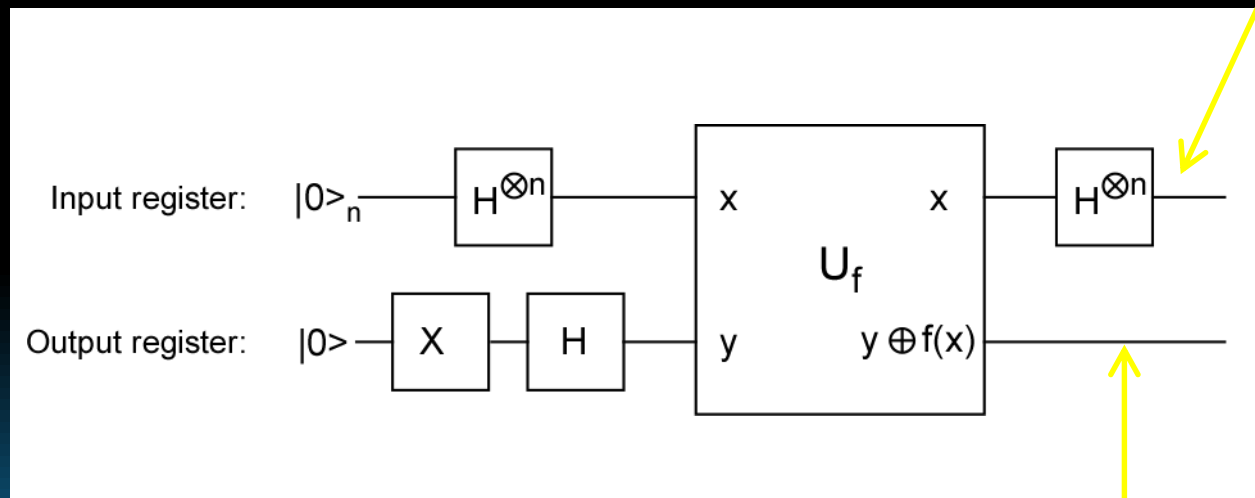 Input register: |0>n H⊗n x x H⊗n
Uf
Output register: |0> X H y y ⊕ f(x)